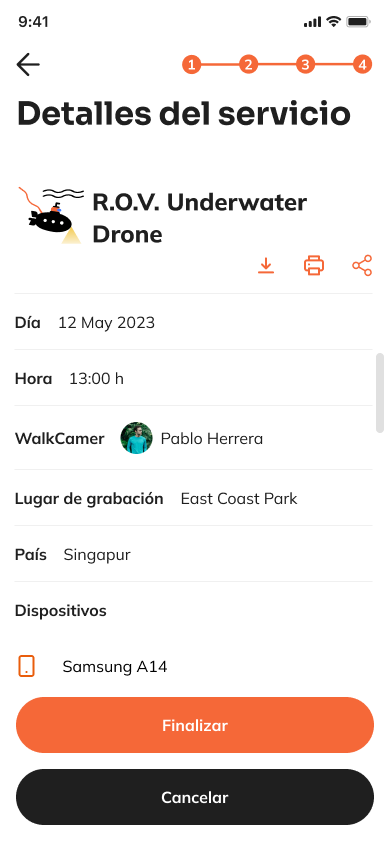 9:41
1 2 3 4
Detalles del servicio
R.O.V. Underwater
Drone
Día 12 May 2023
Hora 13:00 h
WalkCamer Pablo Herrera
Lugar de grabación East Coast Park
País Singapur
Dispositivos
Samsung A14
Finalizar
Cancelar